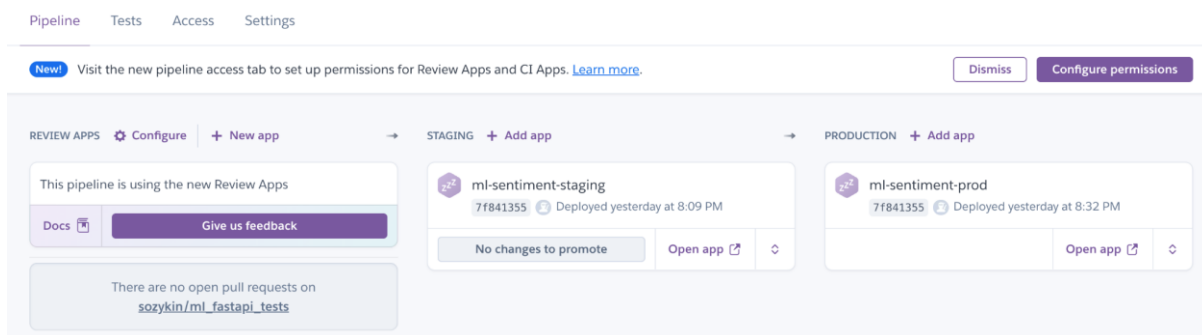 Pipeline Tests Access Settings
New! Visit the new pipeline access tab to set up permissions for Review Apps and CI Apps. Learn more. Dismiss Configure permissions
REVIEW APPS Configure + New app → STAGING + Add app → PRODUCTION + Add app
This pipeline is using the new Review Apps
Docs Give us feedback
There are no open pull requests on
sozykin/ml_fastapi_tests
zzz ml-sentiment-staging
7f841355 Deployed yesterday at 8:09 PM
No changes to promote Open app
zzz ml-sentiment-prod
7f841355 Deployed yesterday at 8:32 PM
Open app